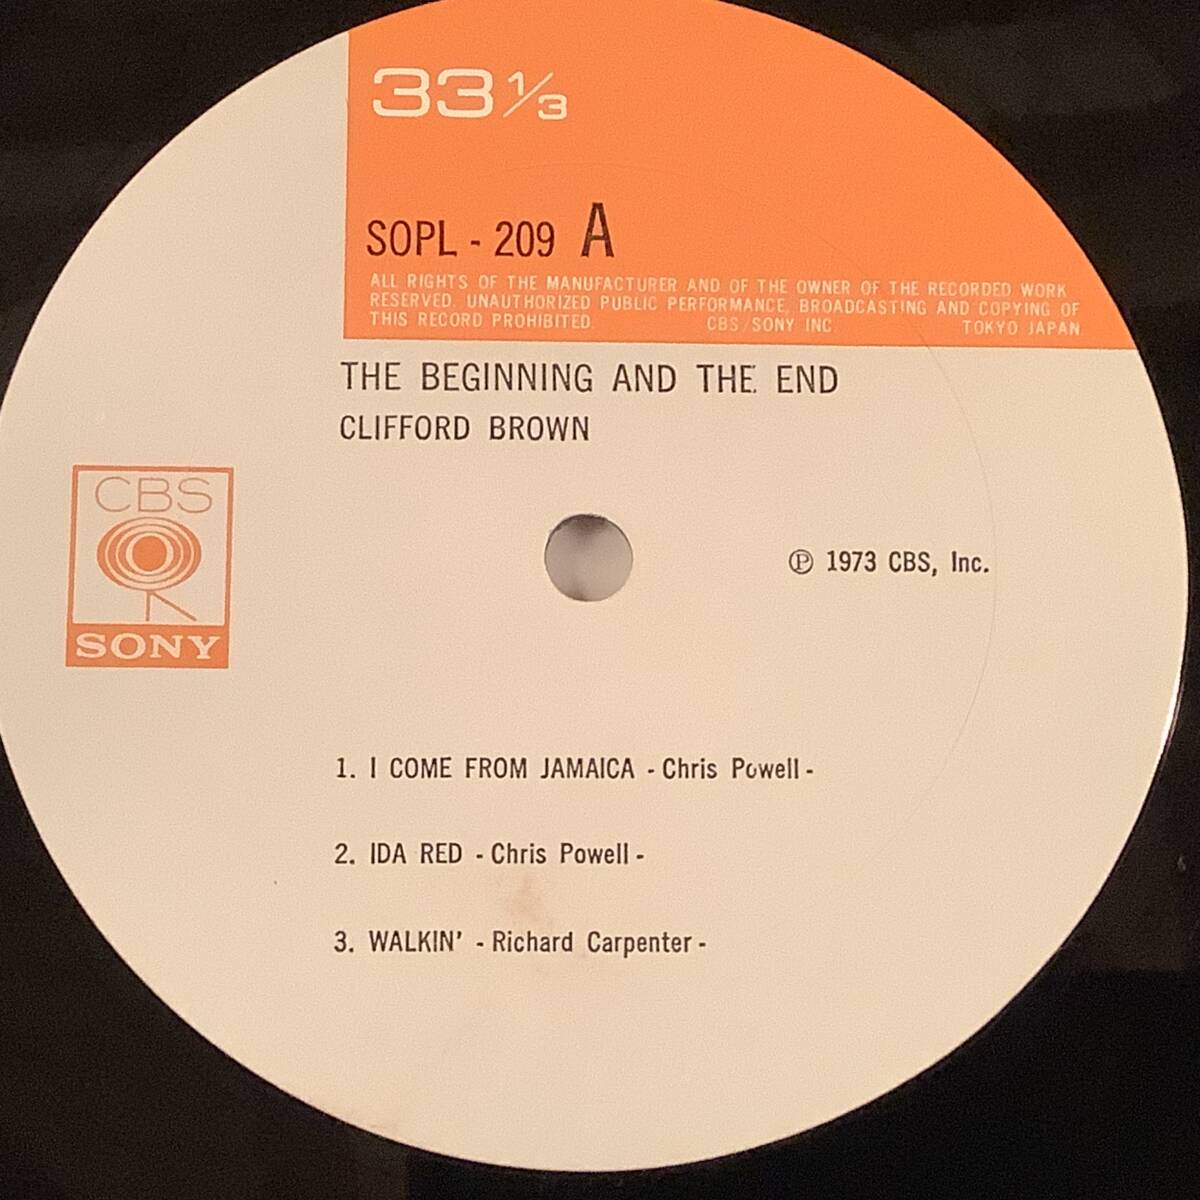 33 1/3
SOPL - 209 A
ALL RIGHTS OF THE MANUFACTURER AND OF THE OWNER OF THE RECORDED WORK
RESERVED. UNAUTHORIZED PUBLIC PERFORMANCE, BROADCASTING AND COPYING OF
THIS RECORD PROHIBITED. CBS/SONY INC TOKYO JAPAN
THE BEGINNING AND THE END
CLIFFORD BROWN
CBS
SONY
Ⓟ 1973 CBS, Inc.
1. I COME FROM JAMAICA - Chris Powell -
2. IDA RED - Chris Powell -
3. WALKIN' - Richard Carpenter -